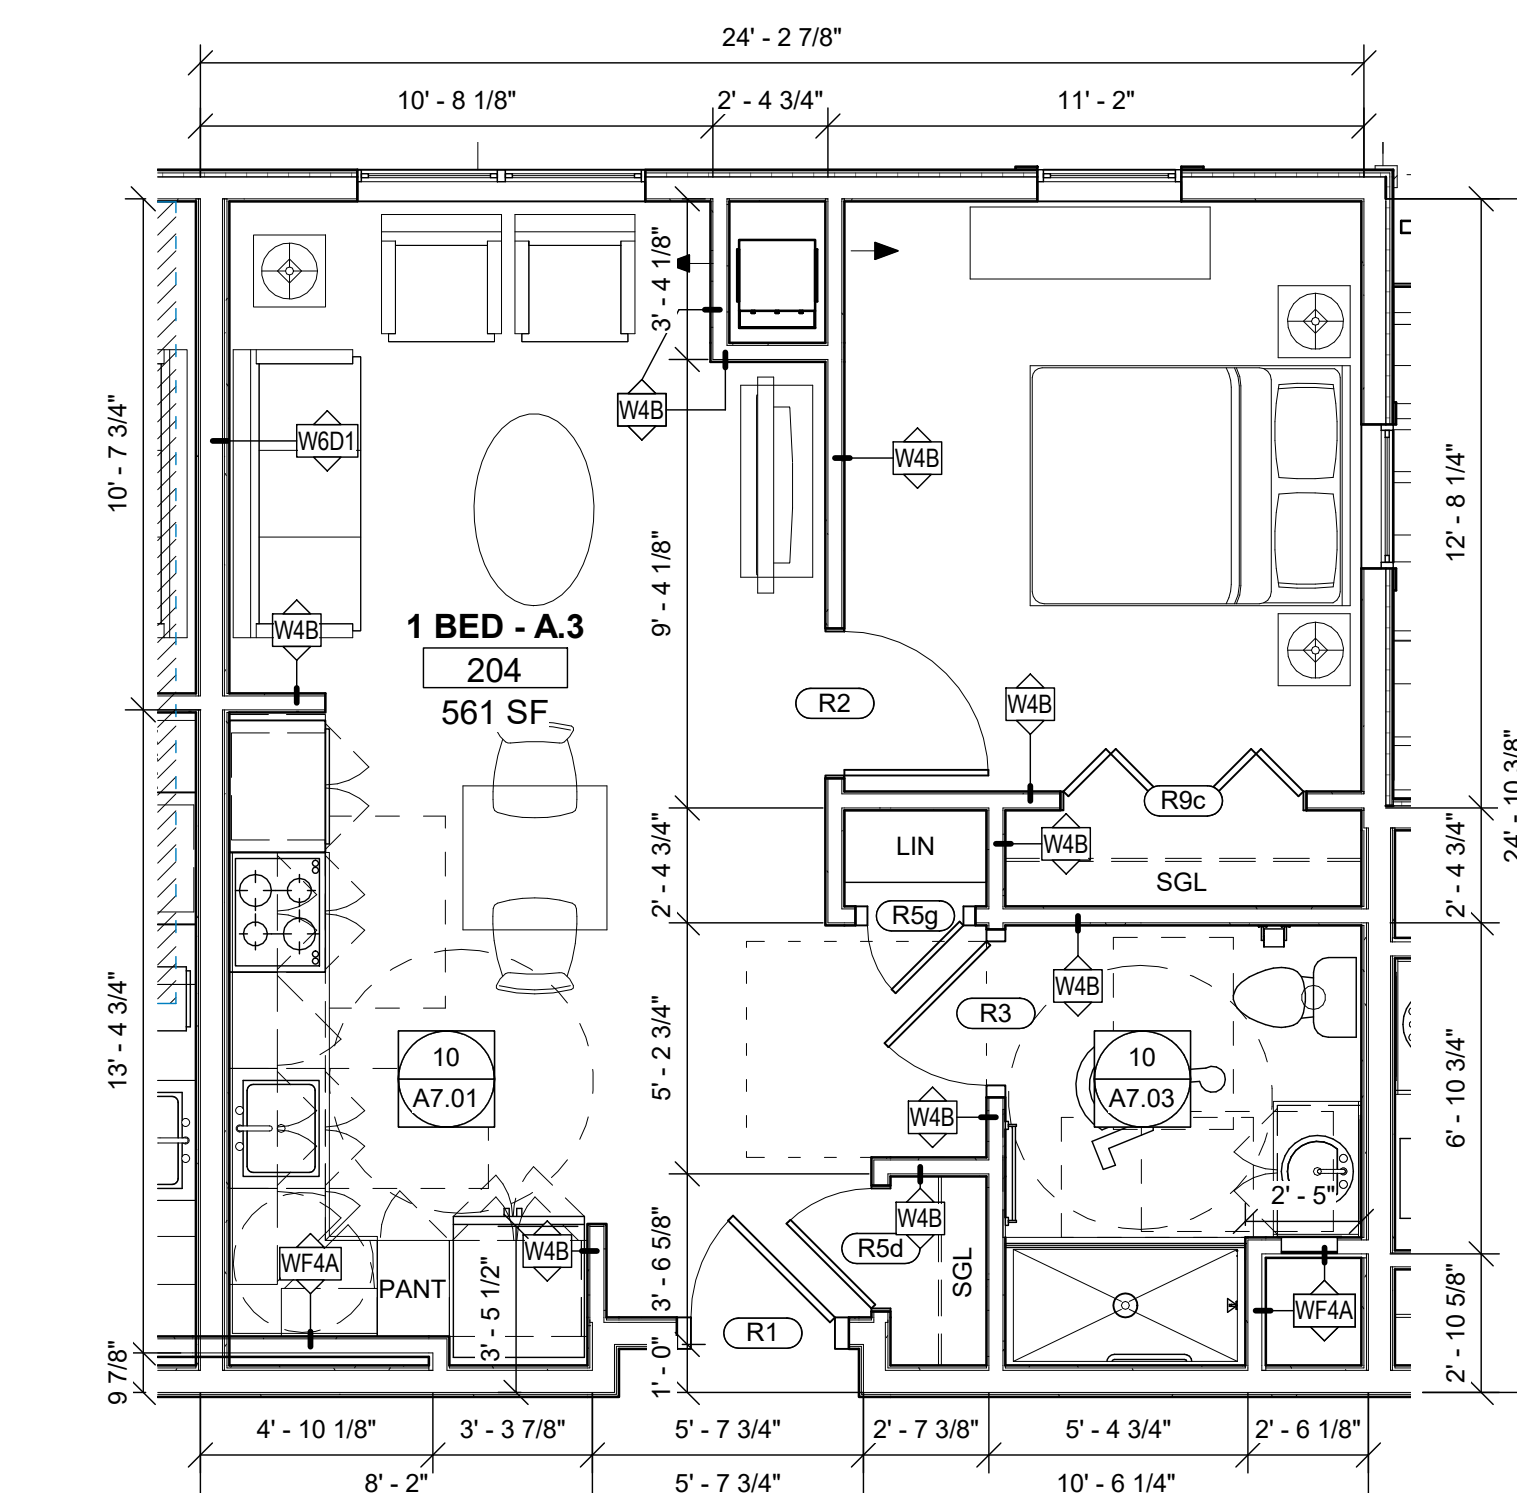 24' - 2 7/8"
10' - 8 1/8"
2' - 4 3/4"
11' - 2"
3' - 4 1/8"
W4B
W6D1
W4B
10' - 7 3/4"
12' - 8 1/4"
9' - 4 1/8"
W4B
1 BED - A.3
204
561 SF
R2
W4B
R9c
24' - 10 3/8"
LIN
W4B
SGL
2' - 4 3/4"
2' - 4 3/4"
R5g
W4B
R3
13' - 4 3/4"
5' - 2 3/4"
6' - 10 3/4"
10
A7.01
10
A7.03
W4B
2' - 5"
W4B
R5d
W4B
WF4A
PANT
3' - 5 1/2"
3' - 6 5/8"
SGL
WF4A
R1
2' - 10 5/8"
9 7/8"
1' - 0"
4' - 10 1/8"
3' - 3 7/8"
5' - 7 3/4"
2' - 7 3/8"
5' - 4 3/4"
2' - 6 1/8"
8' - 2"
5' - 7 3/4"
10' - 6 1/4"